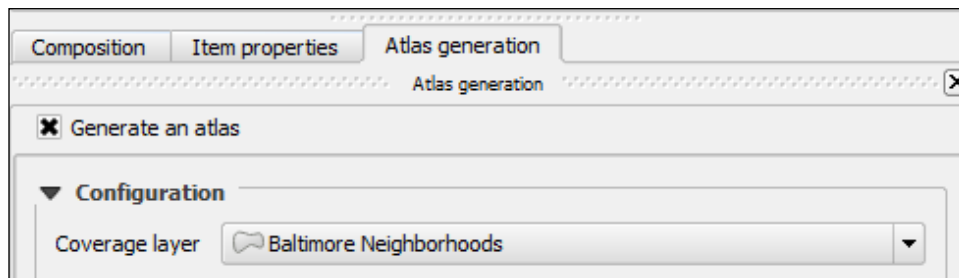 Composition Item properties Atlas generation
Atlas generation
Generate an atlas
Configuration
Coverage layer Baltimore Neighborhoods